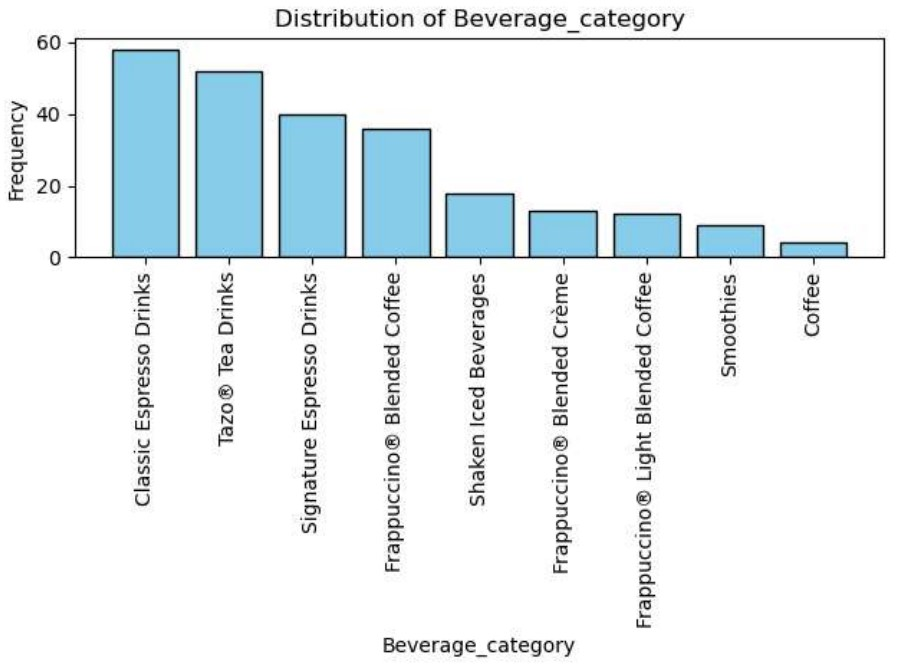 Distribution of Beverage_category
60
40
20
0
Frequency
Classic Espresso Drinks
Tazo® Tea Drinks
Signature Espresso Drinks
Frappuccino® Blended Coffee
Shaken Iced Beverages
Frappuccino® Blended Crème
Frappuccino® Light Blended Coffee
Smoothies
Coffee
Beverage_category